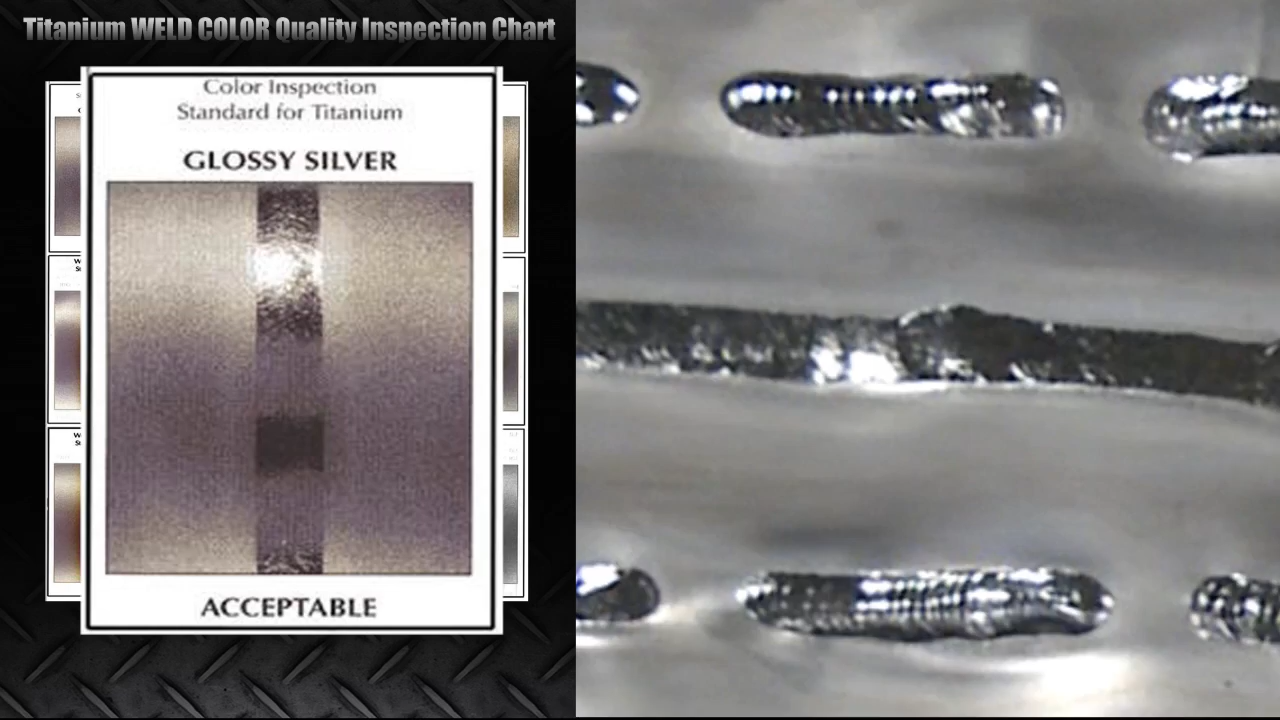 Titanium WELD COLOR Quality Inspection Chart
Color Inspection
Standard for Titanium
GLOSSY SILVER
ACCEPTABLE